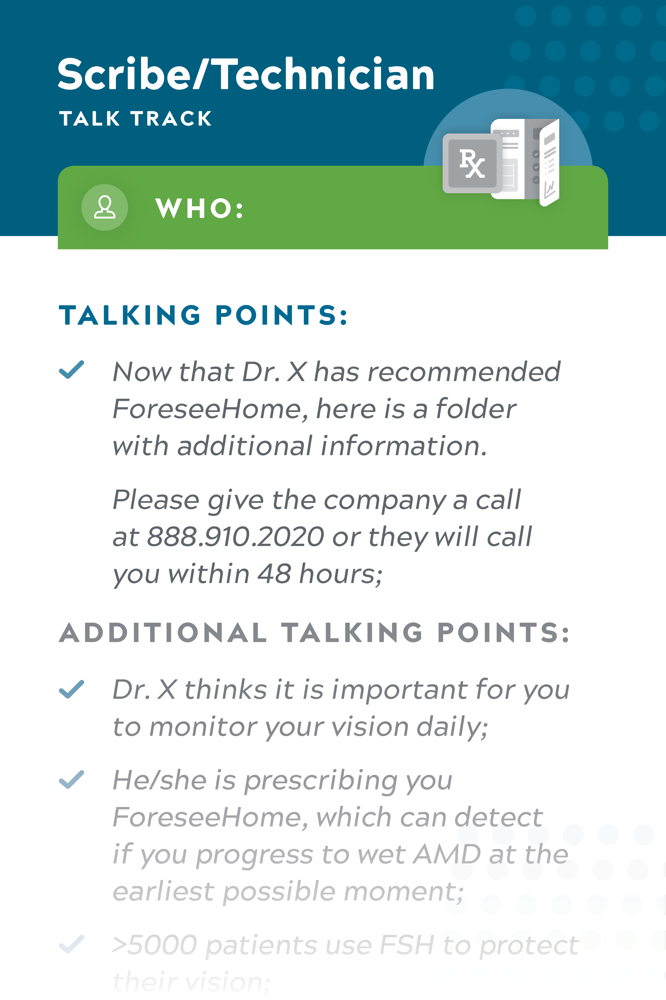 Scribe/Technician
TALK TRACK
Rx
WHO:
TALKING POINTS:
Now that Dr. X has recommended
ForeseeHome, here is a folder
with additional information.
Please give the company a call
at 888.910.2020 or they will call
you within 48 hours;
ADDITIONAL TALKING POINTS:
Dr. X thinks it is important for you
to monitor your vision daily;
He/she is prescribing you
ForeseeHome, which can detect
if you progress to wet AMD at the
earliest possible moment;
>5000 patients use FSH to protect
their vision;